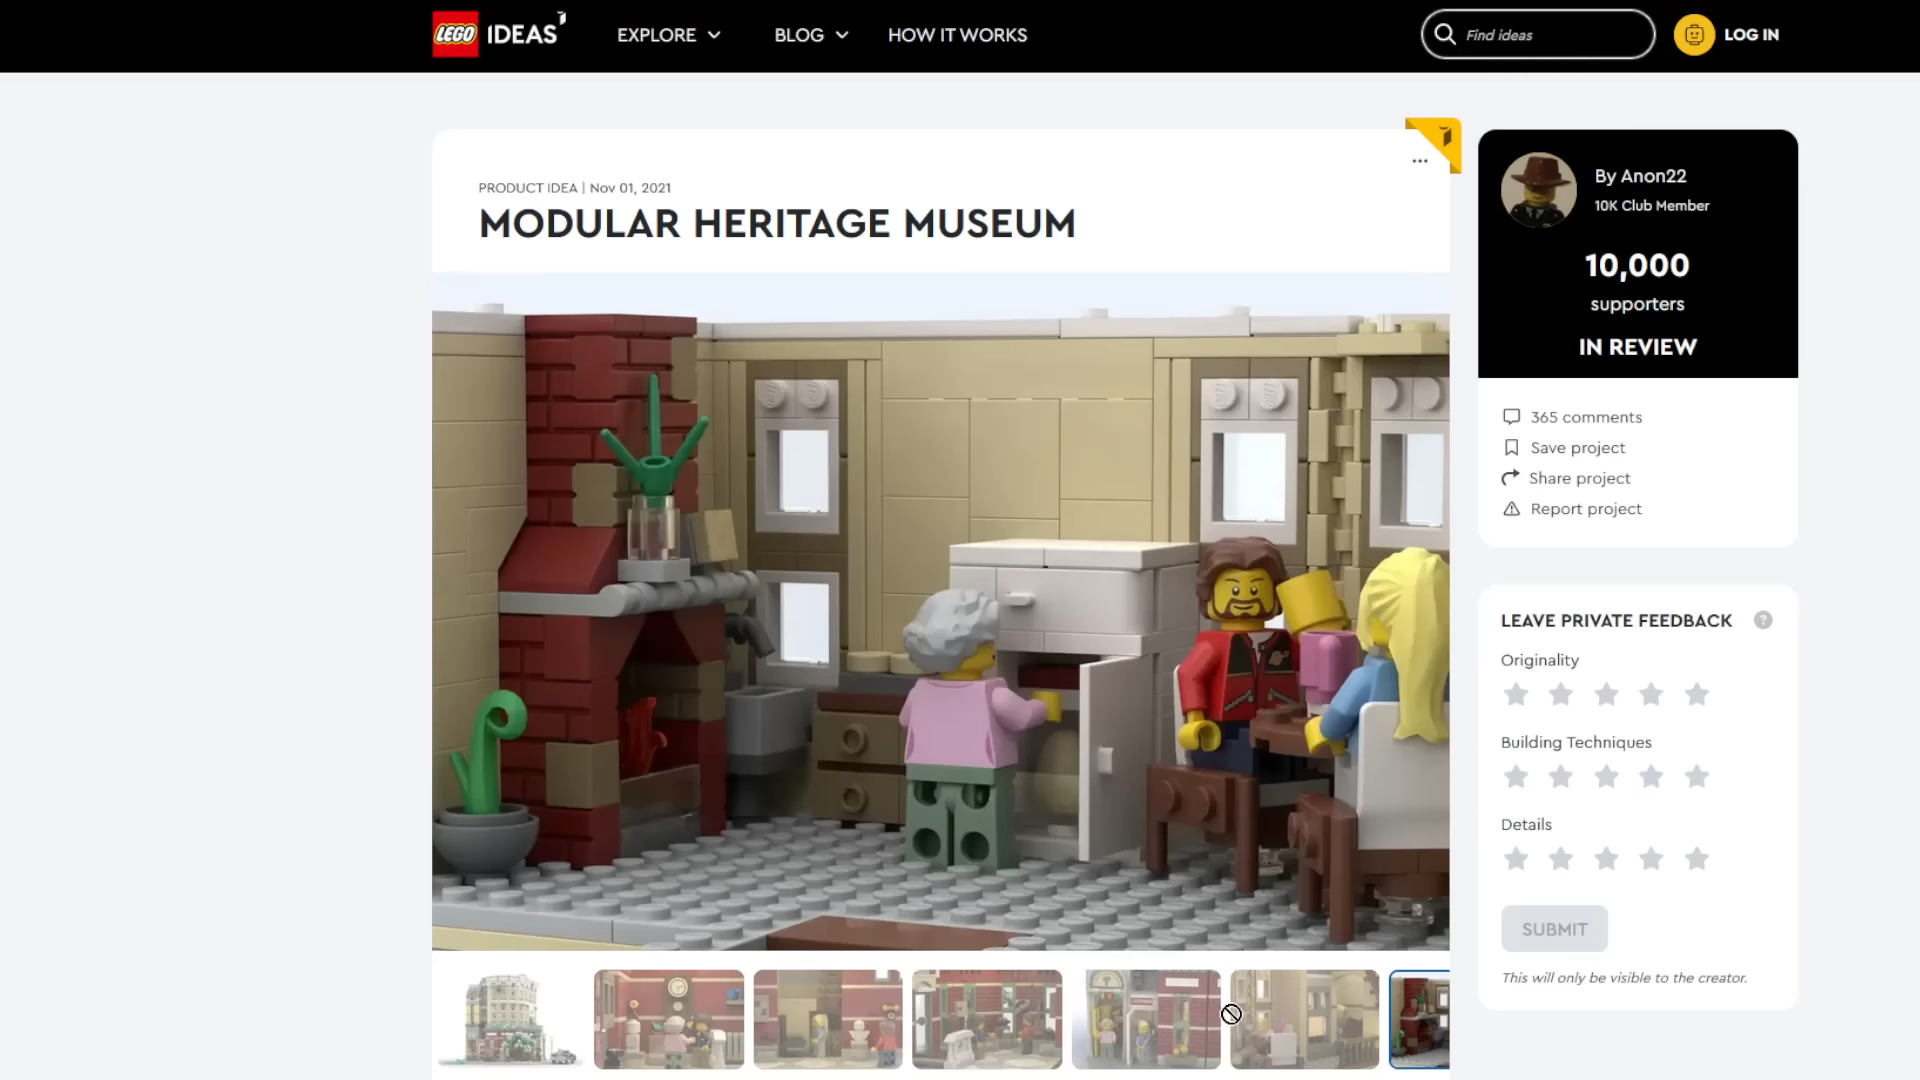 LEGO IDEAS
EXPLORE
BLOG
HOW IT WORKS
Find ideas
LOG IN
PRODUCT IDEA | Nov 01, 2021
MODULAR HERITAGE MUSEUM
By Anon22
10K Club Member
10,000
supporters
IN REVIEW
365 comments
Save project
Share project
Report project
LEAVE PRIVATE FEEDBACK ?
Originality
Building Techniques
Details
SUBMIT
This will only be visible to the creator.